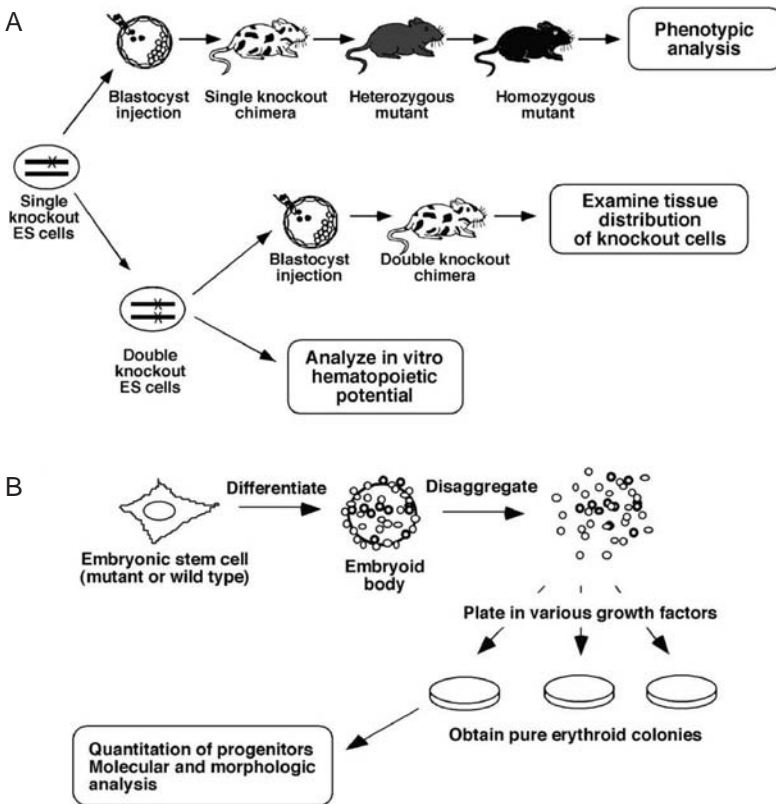 A
Blastocyst
injection
Single knockout
chimera
Heterozygous
mutant
Homozygous
mutant
Phenotypic
analysis
Single
knockout
ES cells
Blastocyst
injection
Double knockout
chimera
Examine tissue
distribution
of knockout cells
Double
knockout
ES cells
Analyze in vitro
hematopoietic
potential
B
Differentiate
Disaggregate
Embryonic stem cell
(mutant or wild type)
Embryoid
body
Plate in various growth factors
Obtain pure erythroid colonies
Quantitation of progenitors
Molecular and morphologic
analysis